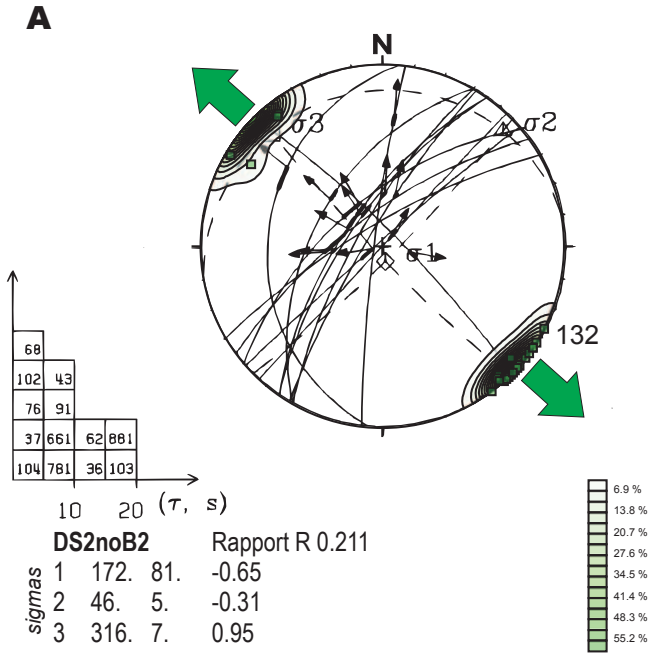 A
N
σ3
σ2
σ1
132
68
102 43
76 91
37 661 62 881
104 781 36 103
10 20 (τ, s)
DS2noB2 Rapport R 0.211
sigmas
1 172. 81. -0.65
2 46. 5. -0.31
3 316. 7. 0.95
6.9 %
13.8 %
20.7 %
27.6 %
34.5 %
41.4 %
48.3 %
55.2 %